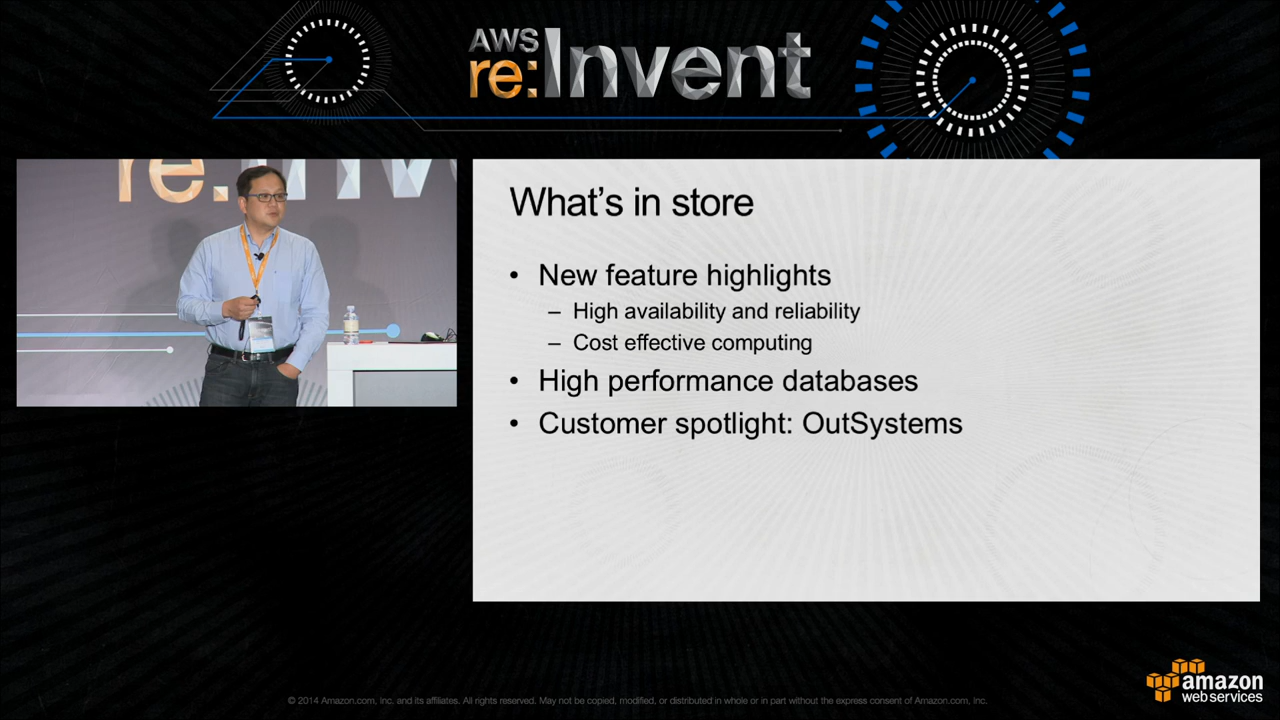 AWS
re:Invent
re:Inv
What’s in store
• New feature highlights
– High availability and reliability
– Cost effective computing
• High performance databases
• Customer spotlight: OutSystems
© 2014 Amazon.com, inc. and its affiliates. All rights reserved. May not be copied, modified, or distributed in whole or in part without the express consent of Amazon.com, inc.
amazon
web services